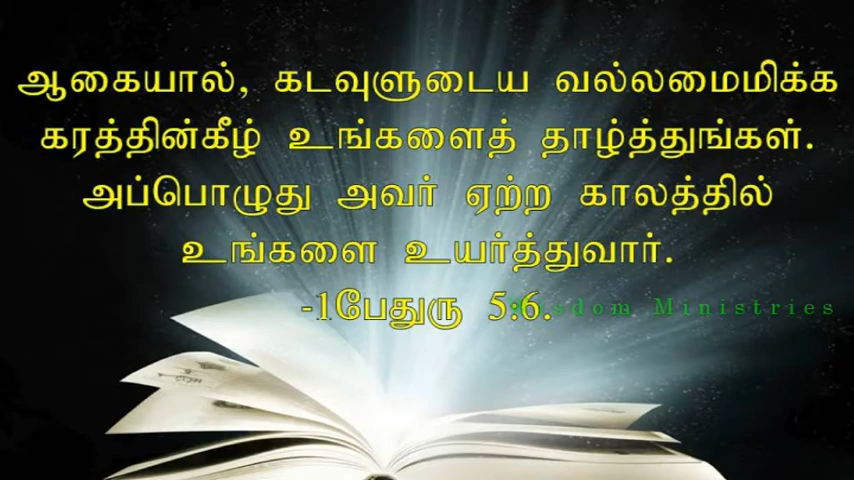 ஆகையால், கடவுளுடைய வல்லமைமிக்க
கரத்தின்கீழ் உங்களைத் தாழ்த்துங்கள்.
அப்பொழுது அவர் ஏற்ற காலத்தில்
உங்களை உயர்த்துவார்.
-1பேதுரு 5:6.
Ministries